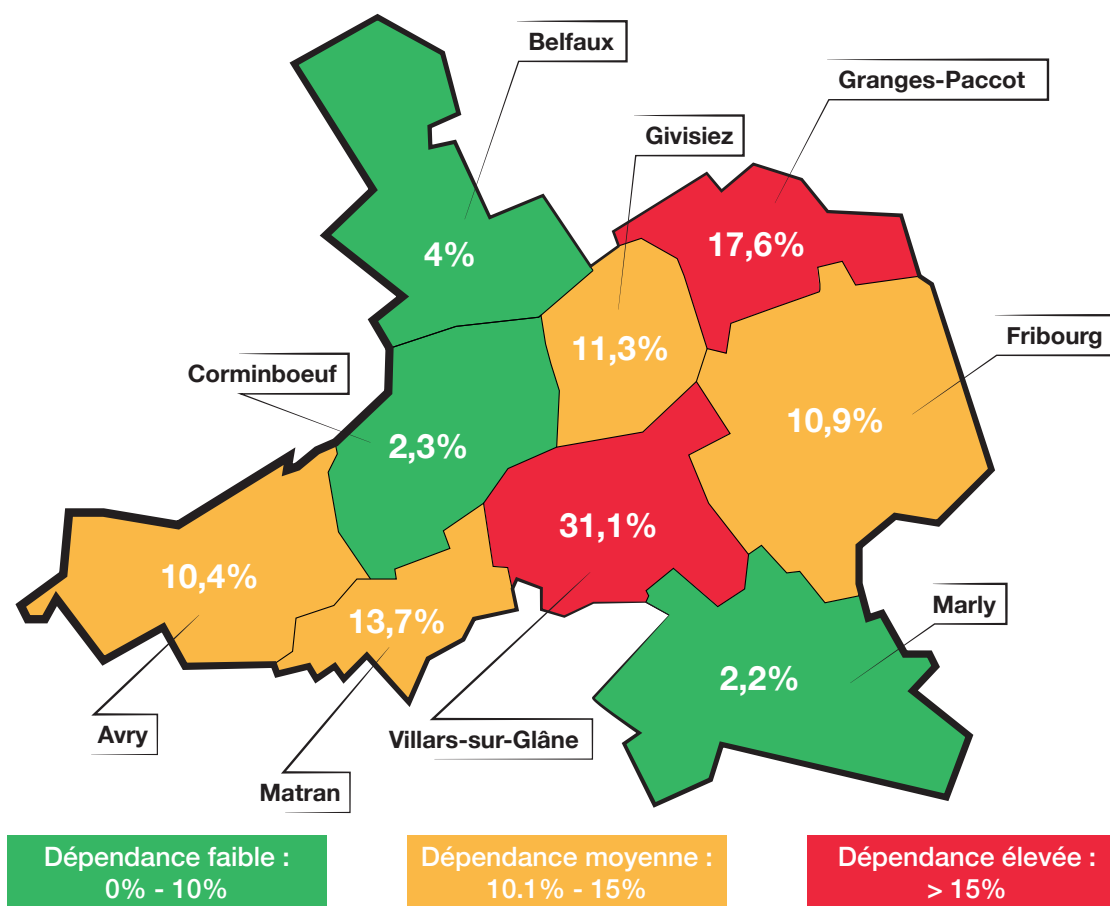 Belfaux
Granges-Paccot
Givisiez
4%
17,6%
Fribourg
11,3%
Corminboeuf
10,9%
2,3%
31,1%
10,4%
Marly
13,7%
2,2%
Avry
Villars-sur-Glâne
Matran
Dépendance faible :
0% - 10%
Dépendance moyenne :
10.1% - 15%
Dépendance élevée :
> 15%